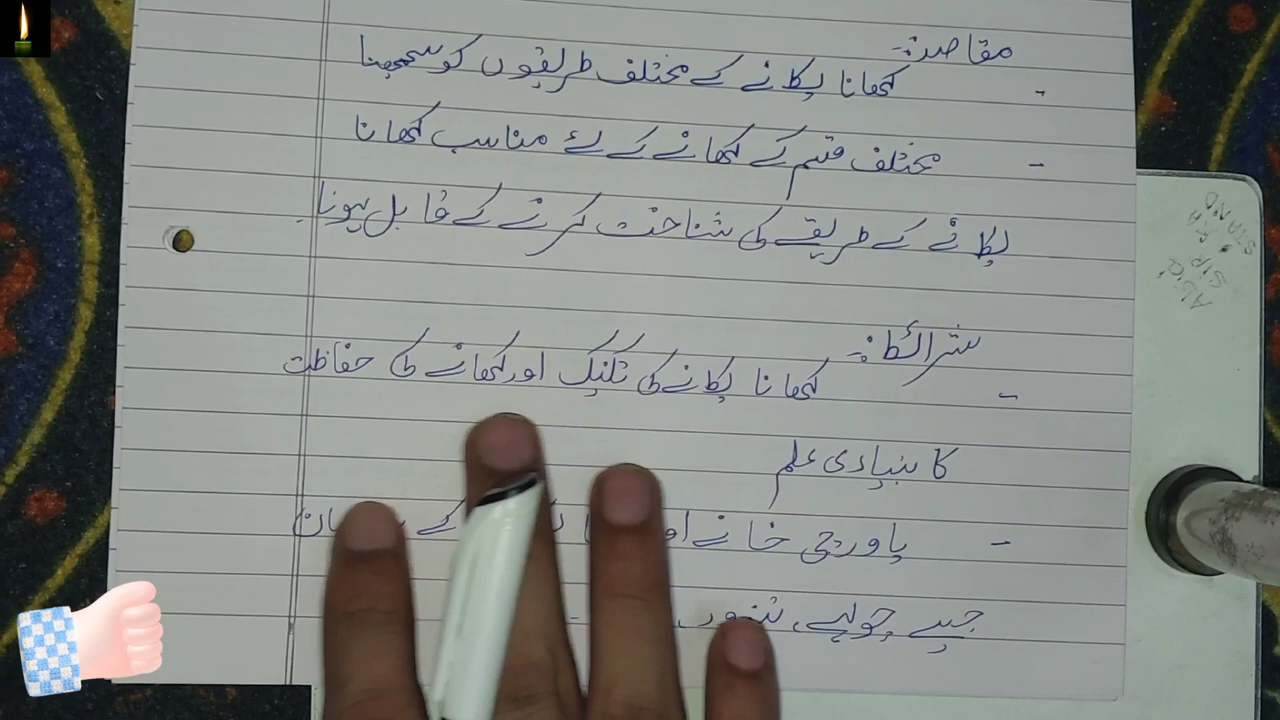 مقاصد:-
- کھانا پکانے کے مختلف طریقوں کو سمجھنا
- مختلف قسم کے کھانے کے لئے مناسب کھانا
پکانے کے طریقے کی شناخت کرنے کے قابل ہونا۔
شرائط:-
- کھانا پکانے کی تکنیک اور کھانے کی حفاظت
کا بنیادی علم
- باورچی خانے
جیسے چولہے، تندور